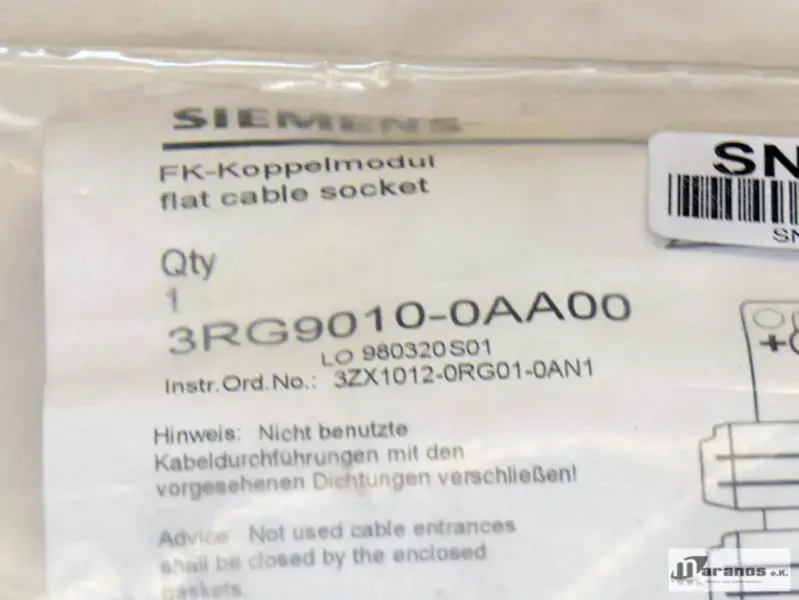 SIEMENS
FK-Koppelmodul
flat cable socket
Qty
1
3RG9010-0AA00
LO 980320S01
Instr.Ord.No.: 3ZX1012-0RG01-0AN1
Hinweis: Nicht benutzte
Kabeldurchführungen mit den
vorgesehenen Dichtungen verschließen!
Advice: Not used cable entrances
shall be closed by the enclosed
gaskets.
SN
SN
+
Maranos e.K.